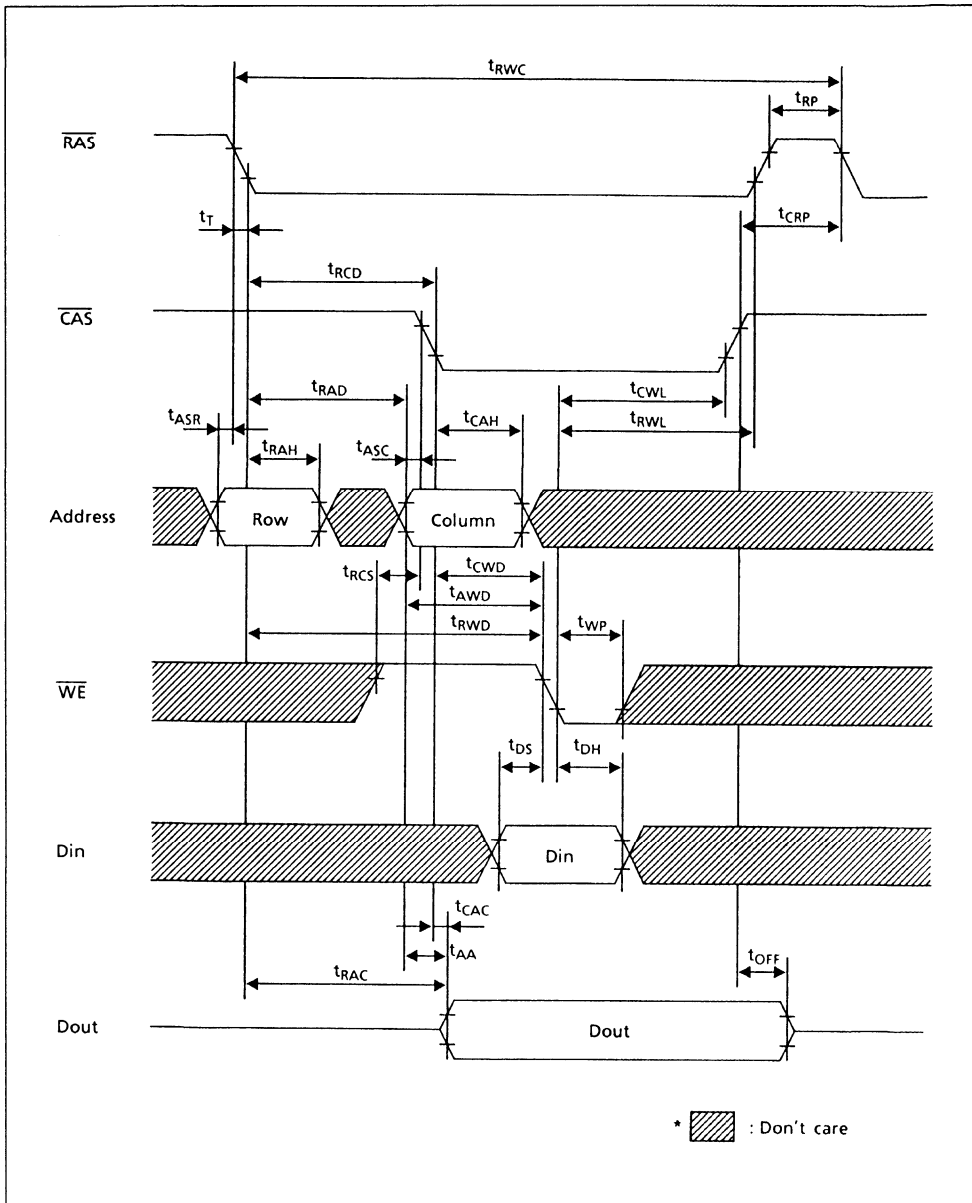 tRWC
tRP
RAS
tT
tCRP
tRCD
CAS
tRAD
tCWL
tASR
tCAH
tRWL
tRAH
tASC
Address
Row
Column
tRCS
tCWD
tAWD
tRWD
tWP
WE
tDS
tDH
Din
Din
tCAC
tAA
tOFF
tRAC
Dout
Dout
* : Don't care